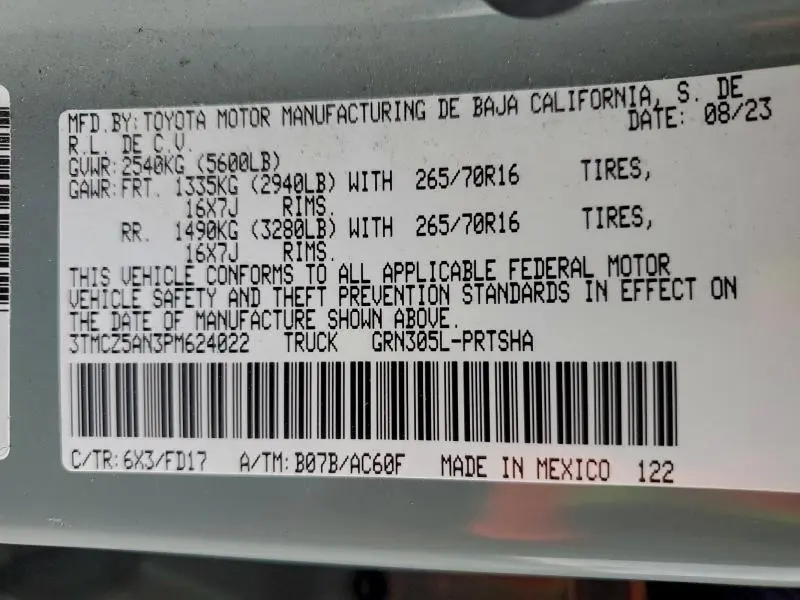 MFD.BY:TOYOTA MOTOR MANUFACTURING DE BAJA CALIFORNIA, S. DE
R.L. DE C.V. DATE: 08/23
GVWR:2540KG (5600LB)
GAWR:FRT. 1335KG (2940LB) WITH 265/70R16 TIRES,
16X7J RIMS.
RR. 1490KG (3280LB) WITH 265/70R16 TIRES,
16X7J RIMS.
THIS VEHICLE CONFORMS TO ALL APPLICABLE FEDERAL MOTOR
VEHICLE SAFETY AND THEFT PREVENTION STANDARDS IN EFFECT ON
THE DATE OF MANUFACTURE SHOWN ABOVE.
3TMCZ5AN3PM624022 TRUCK GRN305L-PRTSHA
C/TR:6X3/FD17 A/TM:B07B/AC60F MADE IN MEXICO 122